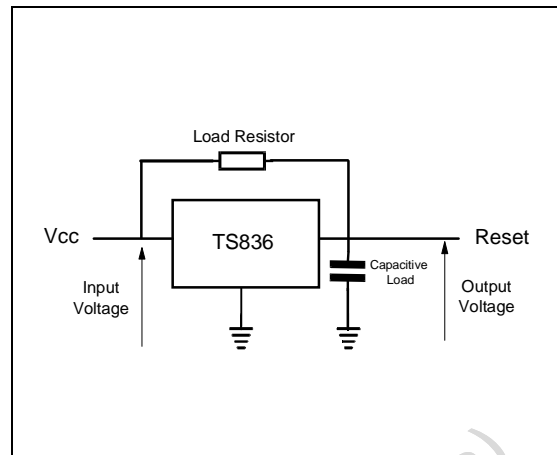 Load Resistor
Vcc
TS836
Reset
Capacitive
Load
Input
Voltage
Output
Voltage